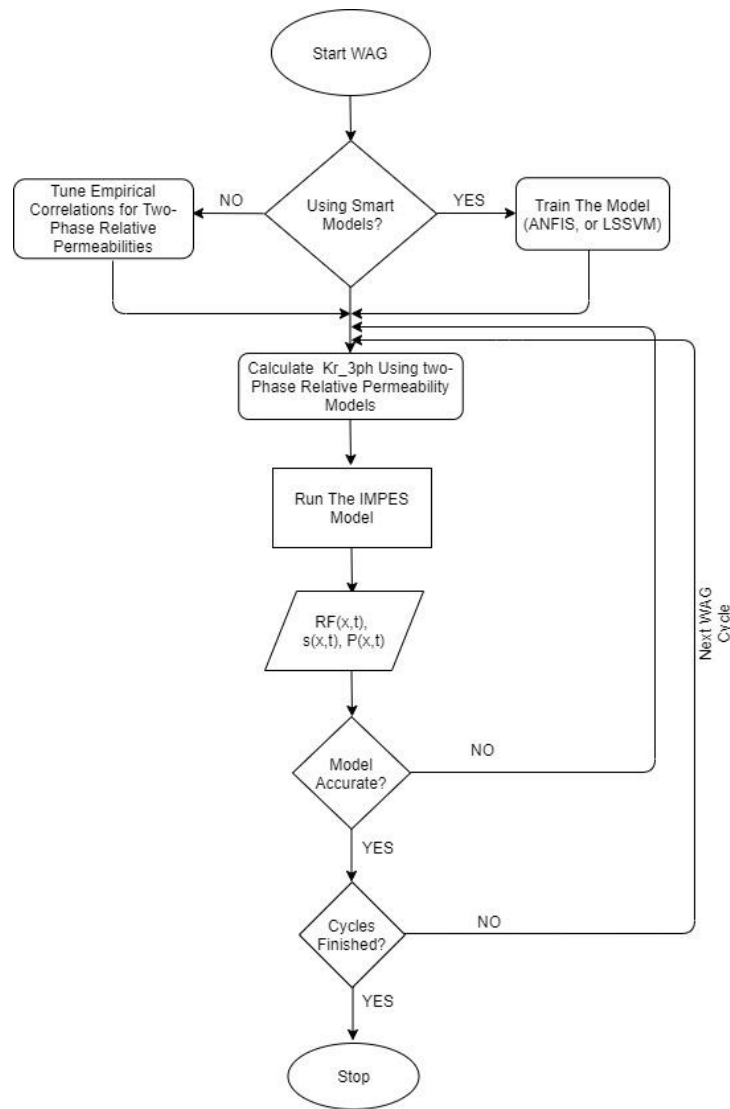 Start WAG
Tune Empirical
Correlations for Two-
Phase Relative
Permeabilities
NO
Using Smart
Models?
YES
Train The Model
(ANFIS, or LSSVM)
Calculate Kr_3ph Using two-
Phase Relative Permeability
Models
Run The IMPES
Model
RF(x,t),
s(x,t), P(x,t)
Next WAG
Cycle
Model
Accurate?
NO
YES
Cycles
Finished?
NO
YES
Stop